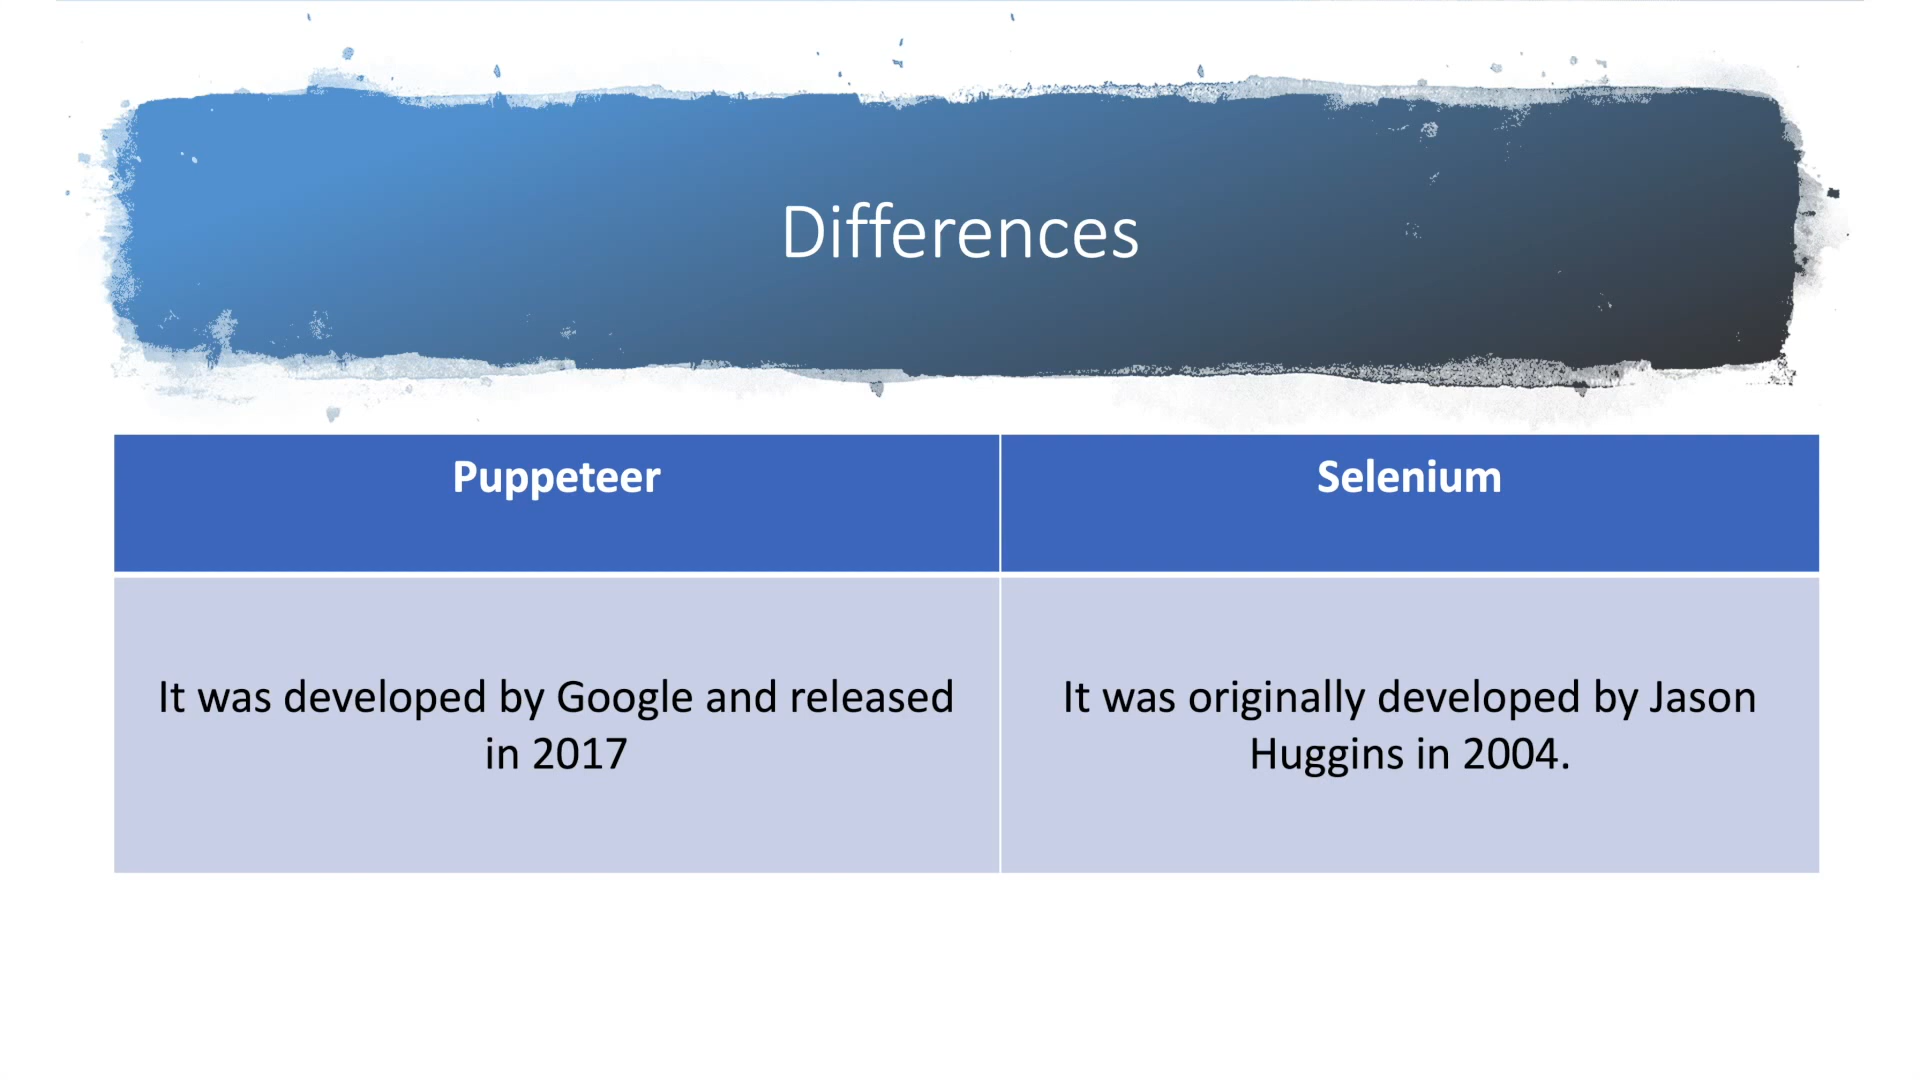 Differences
Puppeteer
Selenium
It was developed by Google and released
in 2017
It was originally developed by Jason
Huggins in 2004.